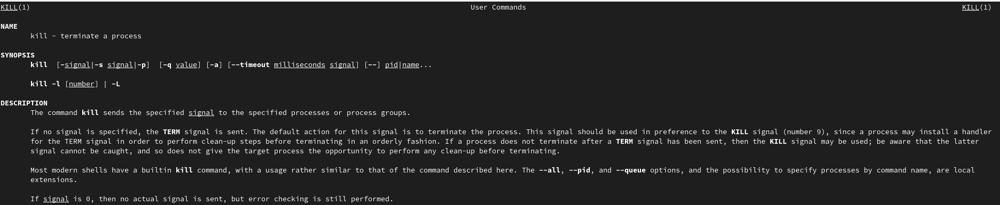 KILL(1) User Commands KILL(1)
NAME
kill - terminate a process
SYNOPSIS
kill [-signal|-s signal|-p] [-q value] [-a] [--timeout milliseconds signal] [--] pid|name...
kill -l [number] | -L
DESCRIPTION
The command kill sends the specified signal to the specified processes or process groups.
If no signal is specified, the TERM signal is sent. The default action for this signal is to terminate the process. This signal should be used in preference to the KILL signal (number 9), since a process may install a handler
for the TERM signal in order to perform clean-up steps before terminating in an orderly fashion. If a process does not terminate after a TERM signal has been sent, then the KILL signal may be used; be aware that the latter
signal cannot be caught, and so does not give the target process the opportunity to perform any clean-up before terminating.
Most modern shells have a builtin kill command, with a usage rather similar to that of the command described here. The --all, --pid, and --queue options, and the possibility to specify processes by command name, are local
extensions.
If signal is 0, then no actual signal is sent, but error checking is still performed.